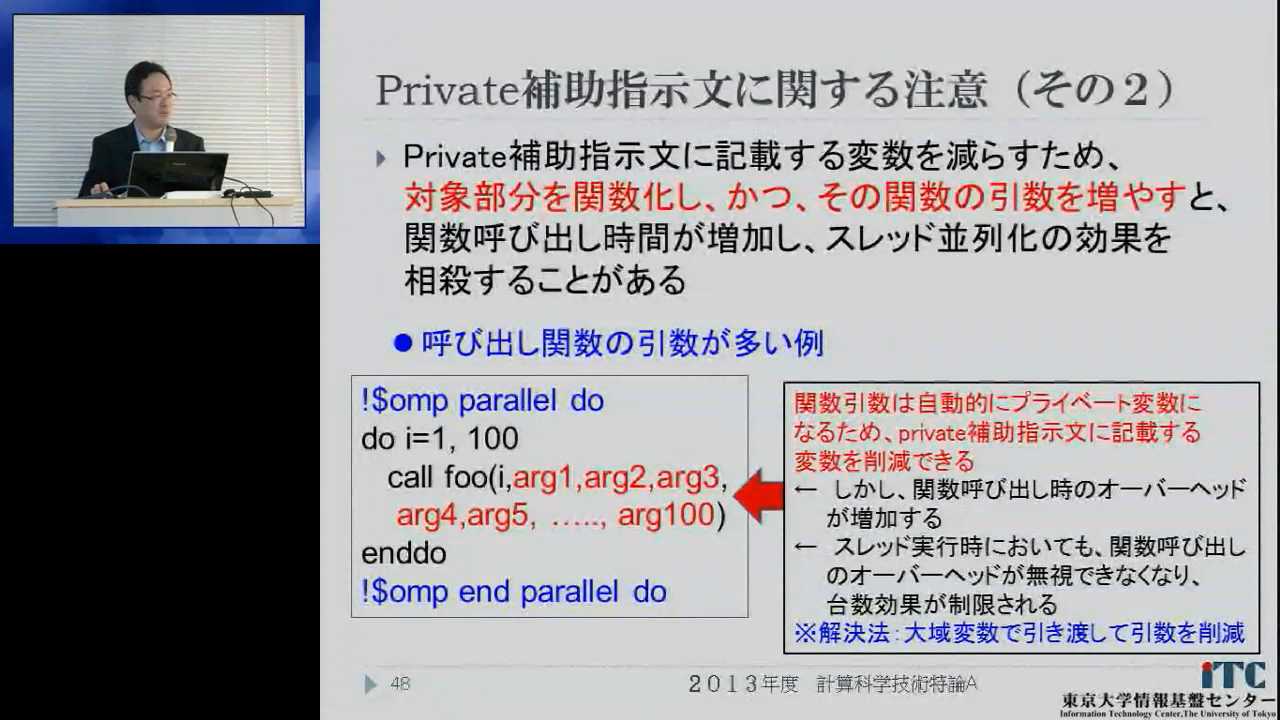 Private補助指示文に関する注意（その２）
Private補助指示文に記載する変数を減らすため、
対象部分を関数化し、かつ、その関数の引数を増やすと、
関数呼び出し時間が増加し、スレッド並列化の効果を
相殺することがある
呼び出し関数の引数が多い例
!$omp parallel do
do i=1, 100
call foo(i,arg1,arg2,arg3,
arg4,arg5, ….., arg100)
enddo
!$omp end parallel do
関数引数は自動的にプライベート変数に
なるため、private補助指示文に記載する
変数を削減できる
← しかし、関数呼び出し時のオーバーヘッド
が増加する
← スレッド実行時においても、関数呼び出し
のオーバーヘッドが無視できなくなり、
台数効果が制限される
※解決法：大域変数で引き渡して引数を削減
48
２０１３年度 計算科学技術特論A
iTC
東京大学情報基盤センター
Information Technology Center,The University of Tokyo